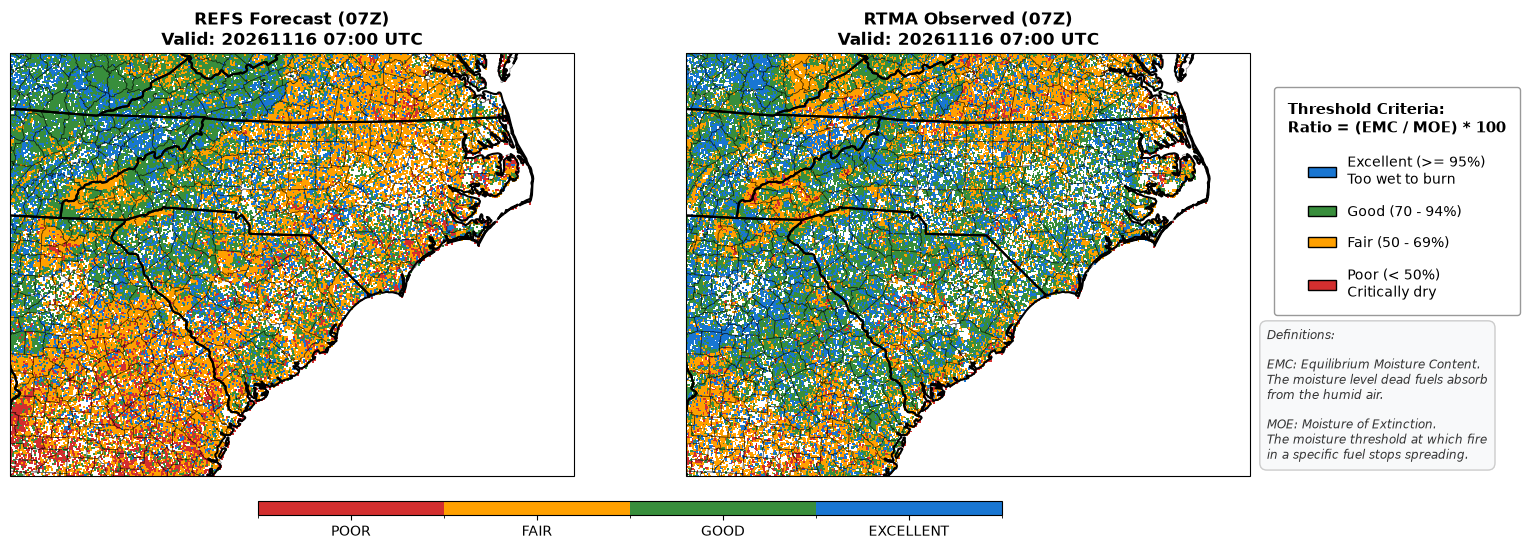 REFS Forecast (07Z)
Valid: 20261116 07:00 UTC
RTMA Observed (07Z)
Valid: 20261116 07:00 UTC
Threshold Criteria:
Ratio = (EMC / MOE) * 100
Excellent (>= 95%)
Too wet to burn
Good (70 - 94%)
Fair (50 - 69%)
Poor (< 50%)
Critically dry
Definitions:
EMC: Equilibrium Moisture Content.
The moisture level dead fuels absorb
from the humid air.
MOE: Moisture of Extinction.
The moisture threshold at which fire
in a specific fuel stops spreading.
POOR FAIR GOOD EXCELLENT